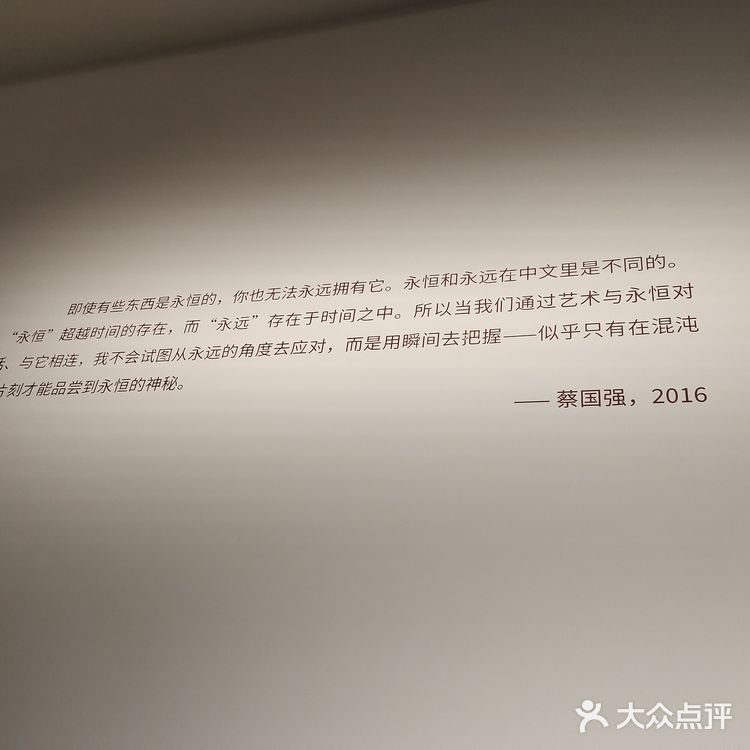 即使有些东西是永恒的，你也无法永远拥有它。永恒和永远在中文里是不同的。
“永恒”超越时间的存在，而“永远”存在于时间之中。所以当我们通过艺术与永恒对
话、与它相连，我不会试图从永远的角度去应对，而是用瞬间去把握——似乎只有在混沌
片刻才能品尝到永恒的神秘。
—— 蔡国强，2016
大众点评